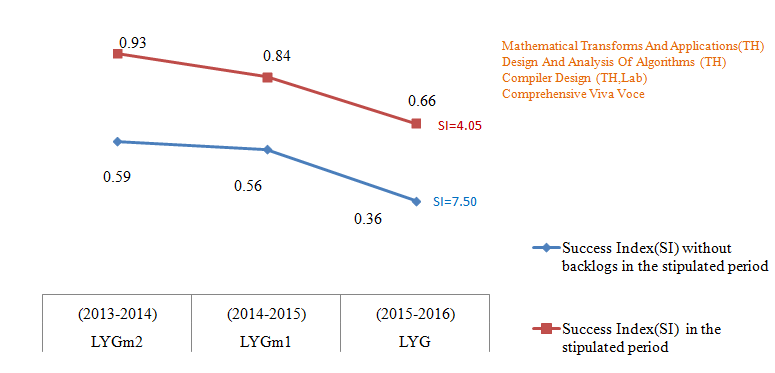 0.93
0.84
0.66
SI=4.05
0.59
0.56
0.36
SI=7.50
Mathematical Transforms And Applications(TH)
Design And Analysis Of Algorithms (TH)
Compiler Design (TH,Lab)
Comprehensive Viva Voce
Success Index(SI) without
backlogs in the stipulated period
Success Index(SI) in the
stipulated period
(2013-2014)
(2014-2015)
(2015-2016)
LYGm2
LYGm1
LYG